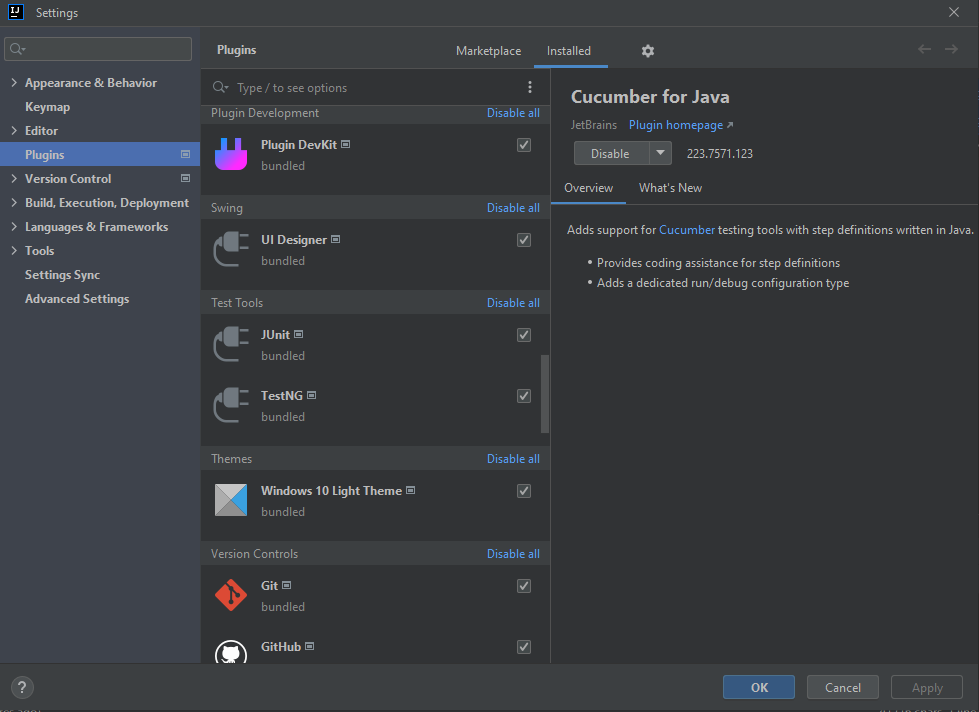 IJ
Settings
Appearance & Behavior
Keymap
Editor
Plugins
Version Control
Build, Execution, Deployment
Languages & Frameworks
Tools
Settings Sync
Advanced Settings
Plugins
Marketplace
Installed
Type / to see options
Plugin Development
Disable all
Plugin DevKit
bundled
Swing
Disable all
UI Designer
bundled
Test Tools
Disable all
JUnit
bundled
TestNG
bundled
Themes
Disable all
Windows 10 Light Theme
bundled
Version Controls
Disable all
Git
bundled
GitHub
Cucumber for Java
JetBrains Plugin homepage ↗
Disable
223.7571.123
Overview
What's New
Adds support for Cucumber testing tools with step definitions written in Java.
• Provides coding assistance for step definitions
• Adds a dedicated run/debug configuration type
?
OK
Cancel
Apply